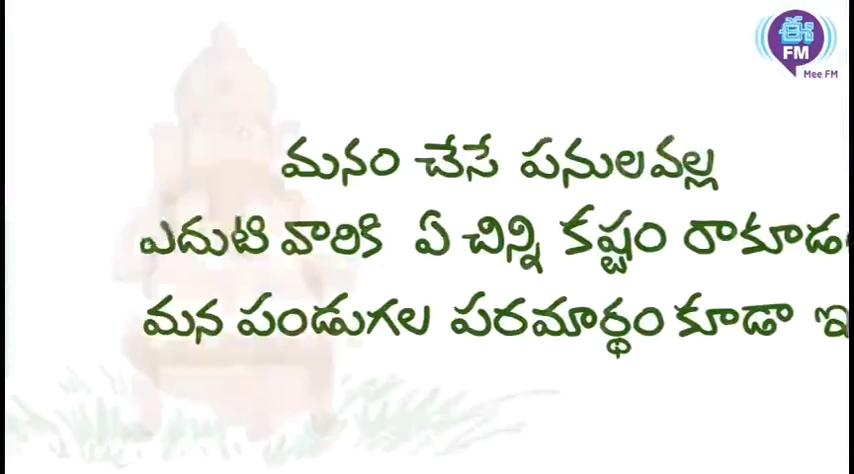 ఈ
FM
Mee FM
మనం చేసే పనులవల్ల
ఎదుటి వారికి ఏ చిన్ని కష్టం
మన పండుగల పరమార్థం కూడా